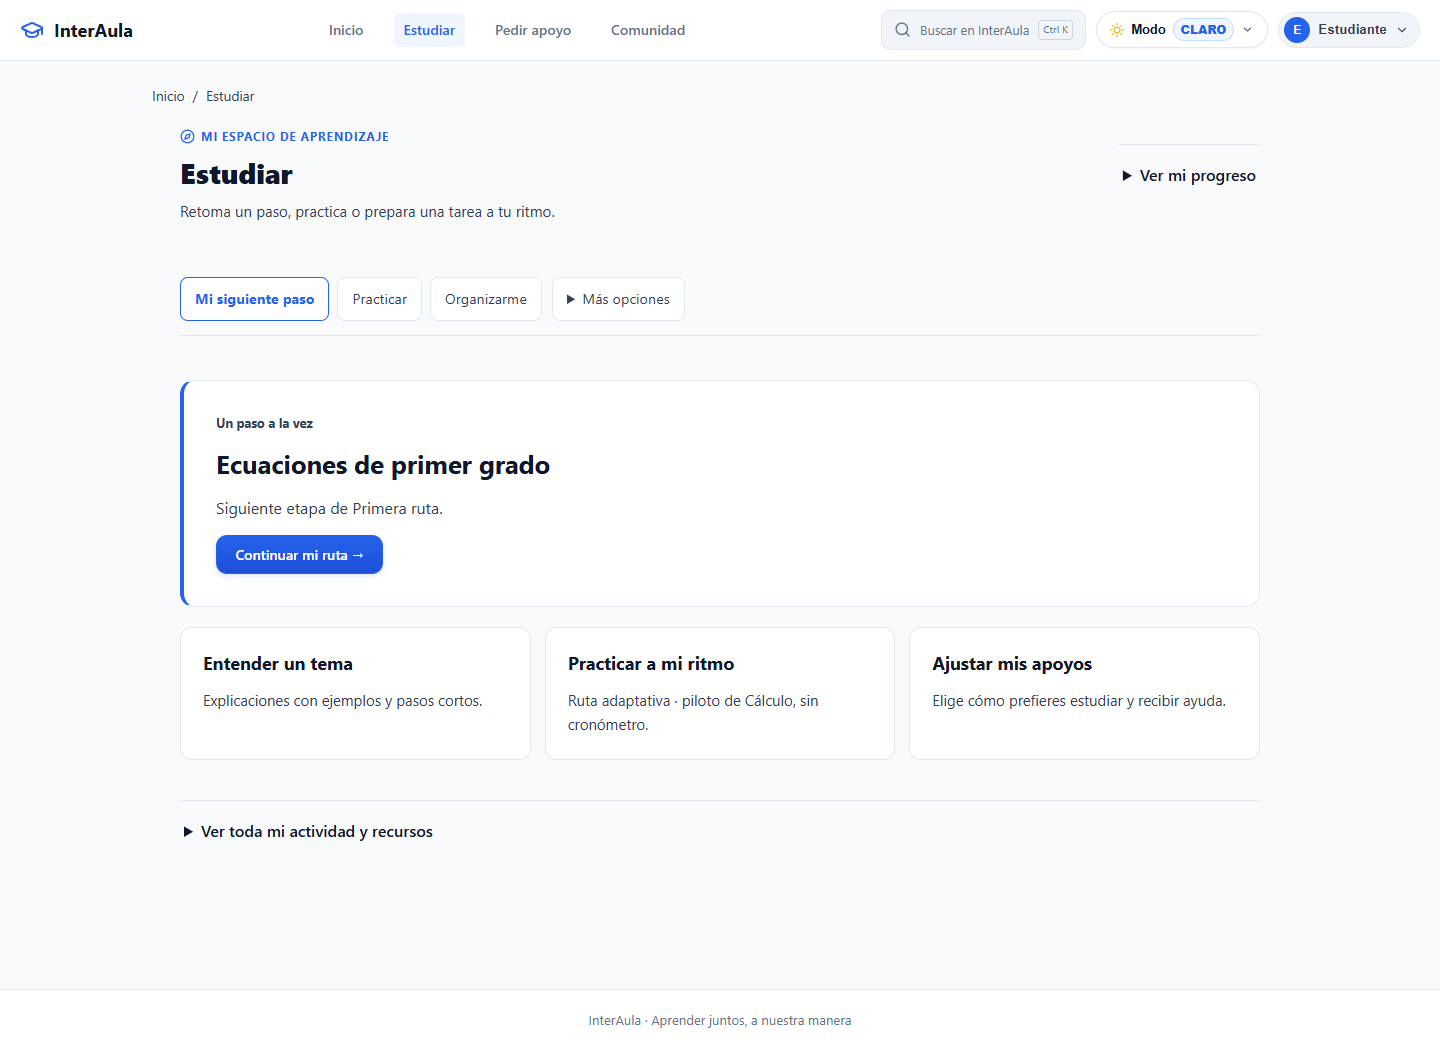 InterAula
Inicio
Estudiar
Pedir apoyo
Comunidad
Buscar en InterAula
Ctrl K
Modo
CLARO
E
Estudiante
Inicio / Estudiar
MI ESPACIO DE APRENDIZAJE
Estudiar
Ver mi progreso
Retoma un paso, practica o prepara una tarea a tu ritmo.
Mi siguiente paso
Practicar
Organizarme
Más opciones
Un paso a la vez
Ecuaciones de primer grado
Siguiente etapa de Primera ruta.
Continuar mi ruta →
Entender un tema
Explicaciones con ejemplos y pasos cortos.
Practicar a mi ritmo
Ruta adaptativa · piloto de Cálculo, sin
cronómetro.
Ajustar mis apoyos
Elige cómo prefieres estudiar y recibir ayuda.
Ver toda mi actividad y recursos
InterAula · Aprender juntos, a nuestra manera